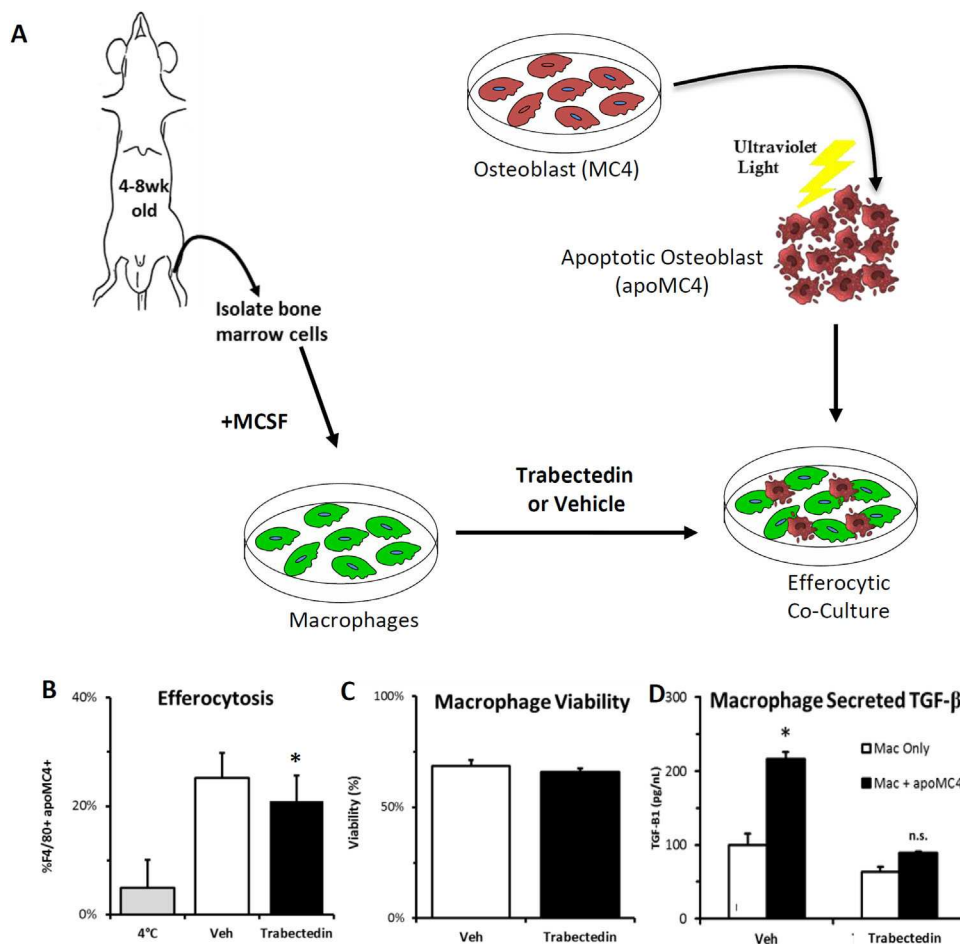 A
4-8wk
old
Isolate bone
marrow cells
+MCSF
Macrophages
Osteoblast (MC4)
Ultraviolet
Light
Apoptotic Osteoblast
(apoMC4)
Trabectedin
or Vehicle
Efferocytic
Co-Culture
B
Efferocytosis
%F4/80+ apoMC4+
40%
20%
0%
*
4°C
Veh
Trabectedin
C
Macrophage Viability
Viability (%)
100%
50%
0%
Veh
Trabectedin
D
Macrophage Secreted TGF-β
TGF-B1 (pg/nL)
300
200
100
0
*
n.s.
Mac Only
Mac + apoMC4
Veh
Trabectedin